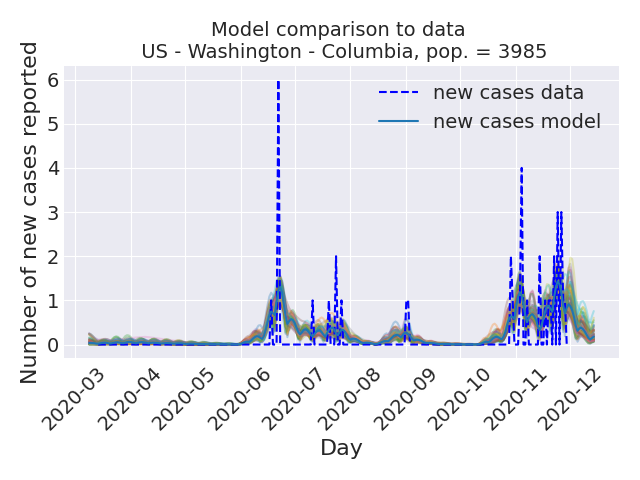 Model comparison to data
US - Washington - Columbia, pop. = 3985
Number of new cases reported
6
5
4
3
2
1
0
new cases data
new cases model
2020-03
2020-04
2020-05
2020-06
2020-07
2020-08
2020-09
2020-10
2020-11
2020-12
Day